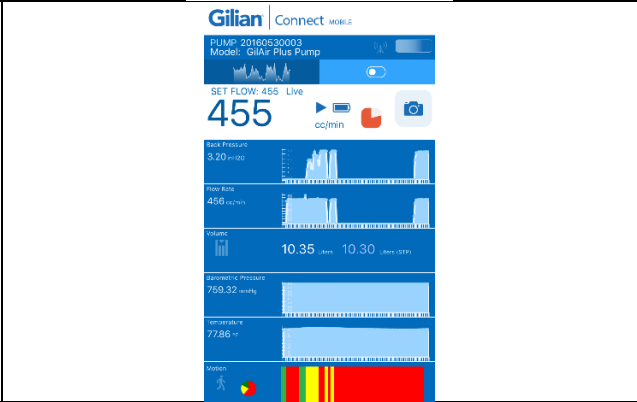 Gilian Connect MOBILE
PUMP 20160530003
Model: GilAir Plus Pump
SET FLOW: 455 Live
455
cc/min
Back Pressure
3.20 inH2O
Flow Rate
456 cc/min
Volume
10.35 Liters 10.30 Liters (STP)
Barometric Pressure
759.32 mmHg
Temperature
77.86 °F
Motion